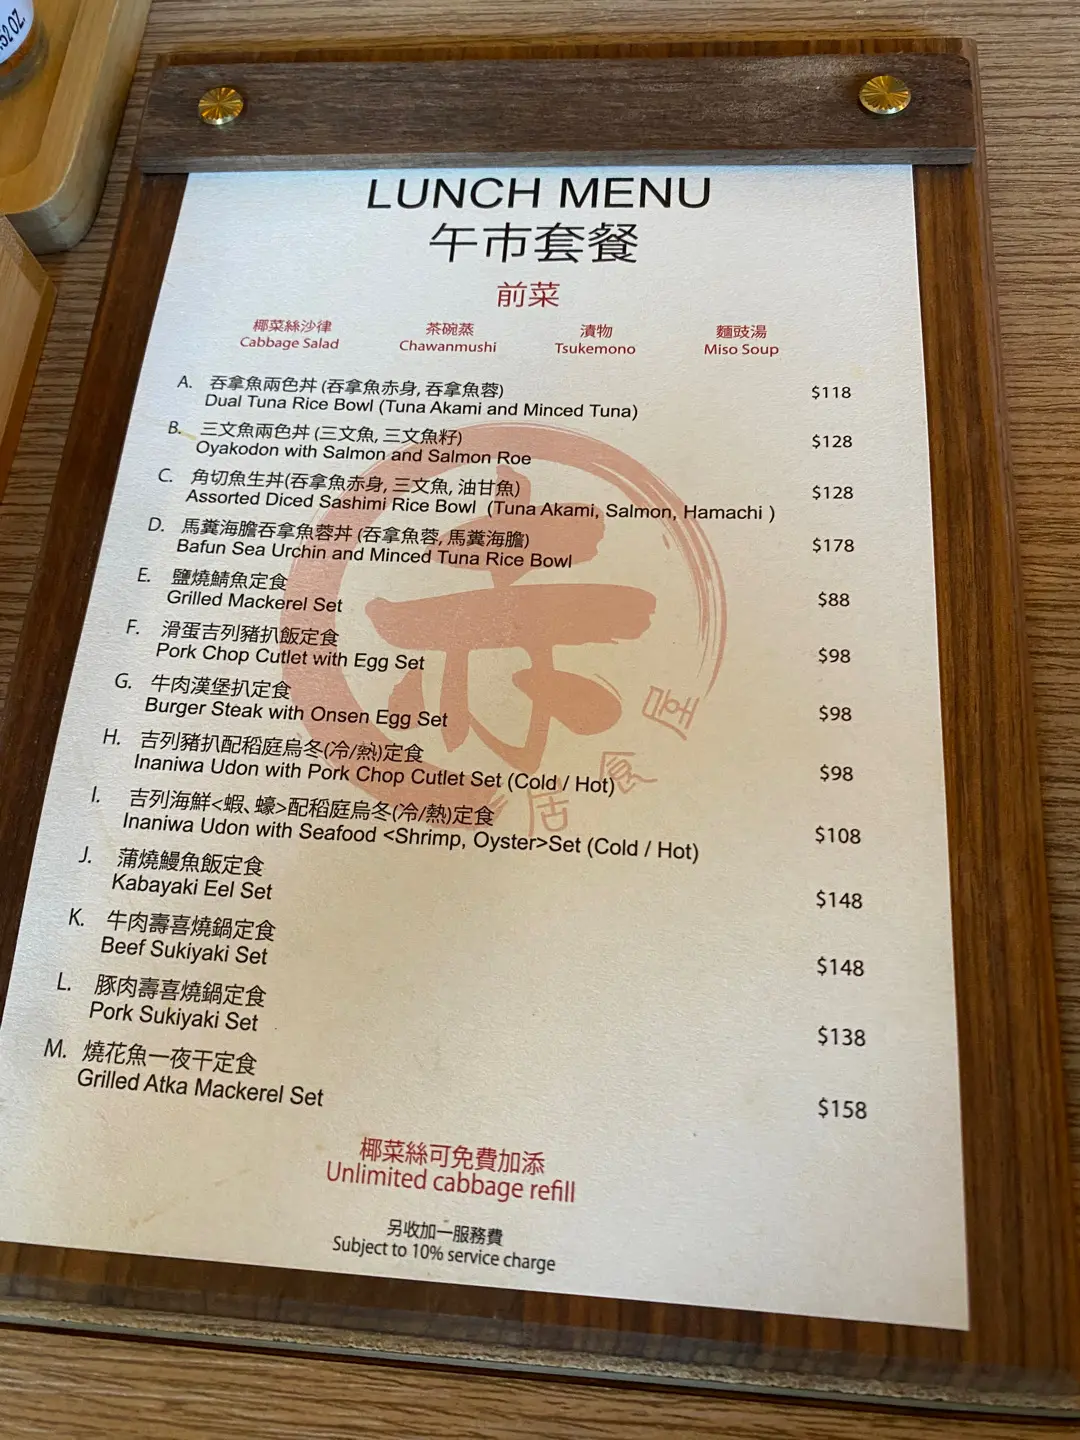 .52 OZ.
LUNCH MENU
午市套餐
前菜
椰菜絲沙律 茶碗蒸 漬物 麵豉湯
Cabbage Salad Chawanmushi Tsukemono Miso Soup
A. 吞拿魚兩色丼 (吞拿魚赤身, 吞拿魚蓉) $118
Dual Tuna Rice Bowl (Tuna Akami and Minced Tuna)
B. 三文魚兩色丼 (三文魚, 三文魚籽) $128
Oyakodon with Salmon and Salmon Roe
C. 角切魚生丼(吞拿魚赤身, 三文魚, 油甘魚) $128
Assorted Diced Sashimi Rice Bowl (Tuna Akami, Salmon, Hamachi )
D. 馬糞海膽吞拿魚蓉丼 (吞拿魚蓉, 馬糞海膽) $178
Bafun Sea Urchin and Minced Tuna Rice Bowl
E. 鹽燒鯖魚定食 $88
Grilled Mackerel Set
F. 滑蛋吉列豬扒飯定食 $98
Pork Chop Cutlet with Egg Set
G. 牛肉漢堡扒定食 $98
Burger Steak with Onsen Egg Set
H. 吉列豬扒配稻庭烏冬(冷/熱)定食 $98
Inaniwa Udon with Pork Chop Cutlet Set (Cold / Hot)
I. 吉列海鮮<蝦、蠔>配稻庭烏冬(冷/熱)定食 $108
Inaniwa Udon with Seafood <Shrimp, Oyster>Set (Cold / Hot)
J. 蒲燒鰻魚飯定食 $148
Kabayaki Eel Set
K. 牛肉壽喜燒鍋定食 $148
Beef Sukiyaki Set
L. 豚肉壽喜燒鍋定食 $138
Pork Sukiyaki Set
M. 燒花魚一夜干定食 $158
Grilled Atka Mackerel Set
椰菜絲可免費加添
Unlimited cabbage refill
另收加一服務費
Subject to 10% service charge
居食屋